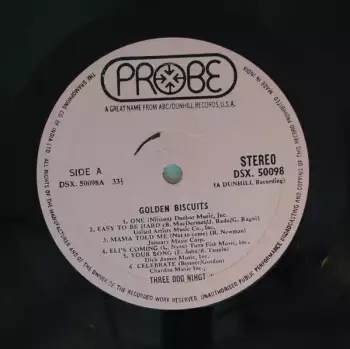 PROBE
A GREAT NAME FROM ABC/DUNHILL RECORDS, U.S.A.
SIDE A
DSX. 50098A 33⅓
STEREO
DSX. 50098
(A DUNHILL Recording)
GOLDEN BISCUITS
1. ONE (Nilsson) Dunbar Music, Inc.
2. EASY TO BE HARD (G. MacDermot/J. Rado/G. Ragni)
United Artists Music Co., Inc.
3. MAMA TOLD ME (Not to come) (R. Newman)
January Music Corp.
4. ELI'S COMING (L. Nyro) Tuna Fish Music, Inc.
5. YOUR SONG (E. John/B. Taupin)
Dick James Music, Inc.
6. CELEBRATE (Bonner/Gordon)
Chardon Music Inc.
THREE DOG NIHGT
THE GRAMOPHONE CO OF INDIA LTD. ALL RIGHTS OF THE MANUFACTURER AND OF THE OWNER OF THE RECORDED WORK RESERVED. UNAUTHORISED PUBLIC PERFORMANCE BROADCASTING AND COPYING OF THIS RECORD PROHIBITED. MADE IN INDIA